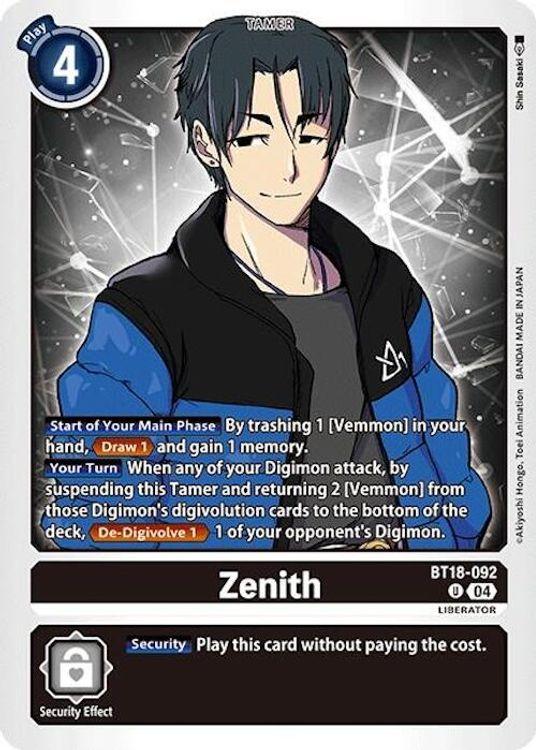 TAMER
Play
4
Shin Sasaki
Start of Your Main Phase By trashing 1 [Vemmon] in your
hand, Draw 1 and gain 1 memory.
Your Turn When any of your Digimon attack, by
suspending this Tamer and returning 2 [Vemmon] from
those Digimon's digivolution cards to the bottom of the
deck, De-Digivolve 1 1 of your opponent's Digimon.
©Akiyoshi Hongo, Toei Animation BANDAI MADE IN JAPAN
Zenith
BT18-092
U 04
LIBERATOR
Security Play this card without paying the cost.
Security Effect